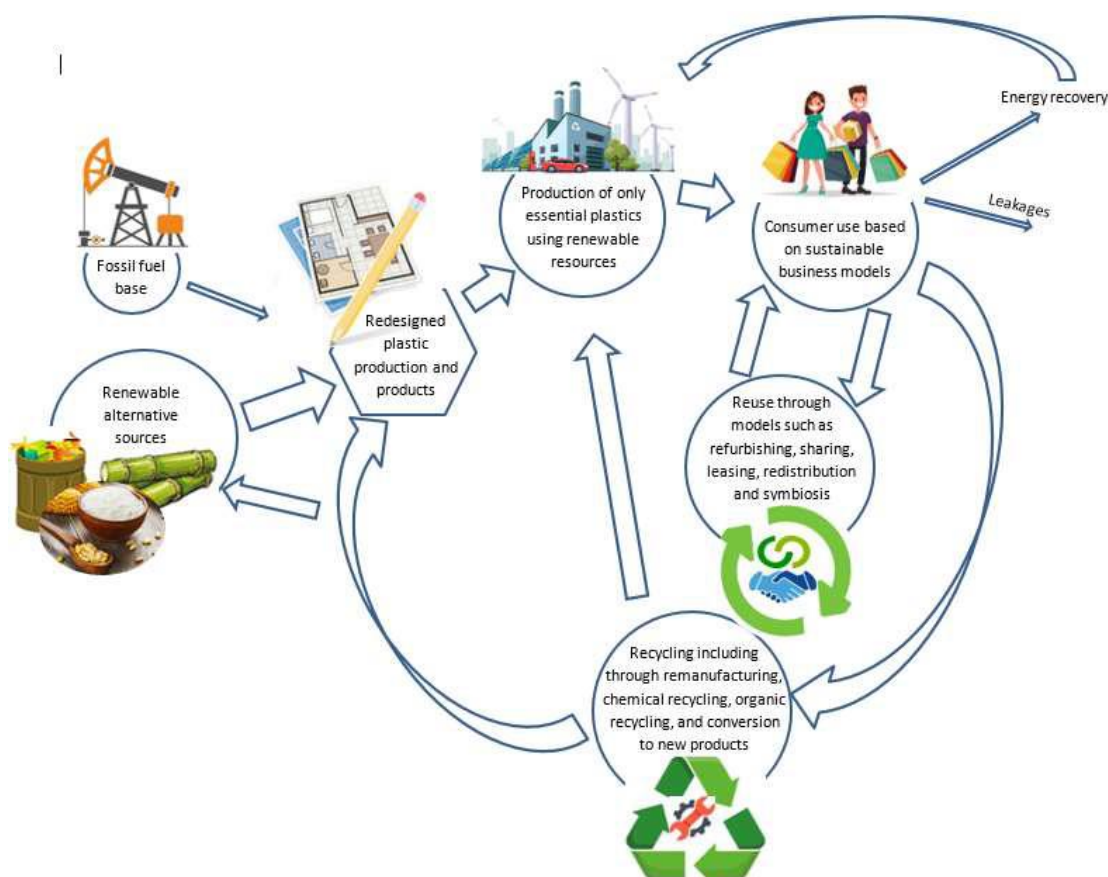 Energy recovery
Leakages
Production of only
essential plastics
using renewable
resources
Consumer use based
on sustainable
business models
Fossil fuel
base
Redesigned
plastic
production and
products
Renewable
alternative
sources
Reuse through
models such as
refurbishing, sharing,
leasing, redistribution
and symbiosis
Recycling including
through remanufacturing,
chemical recycling, organic
recycling, and conversion
to new products